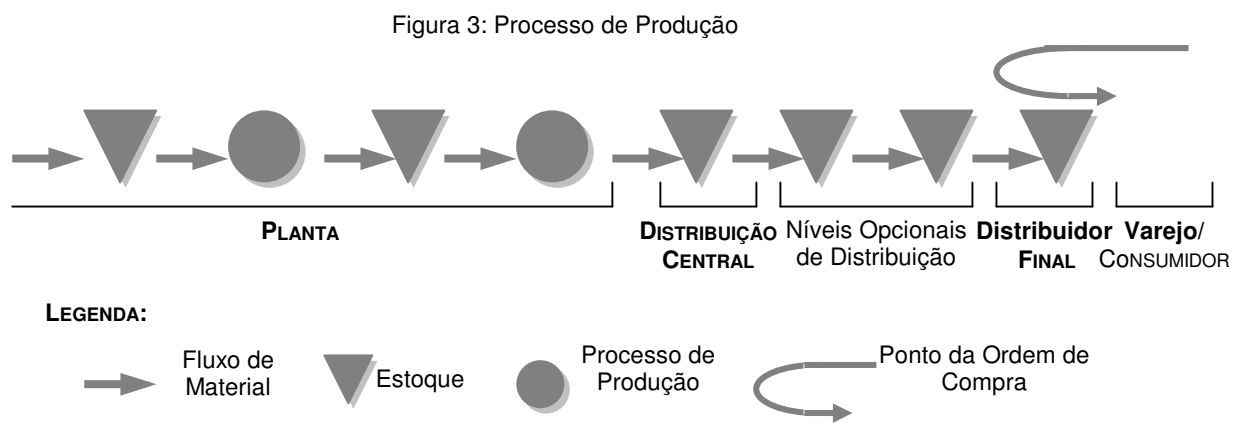 Figura 3: Processo de Produção
PLANTA
DISTRIBUIÇÃO
CENTRAL
Níveis Opcionais
de Distribuição
Distribuidor
FINAL
Varejo/
CONSUMIDOR
LEGENDA:
Fluxo de
Material
Estoque
Processo de
Produção
Ponto da Ordem de
Compra